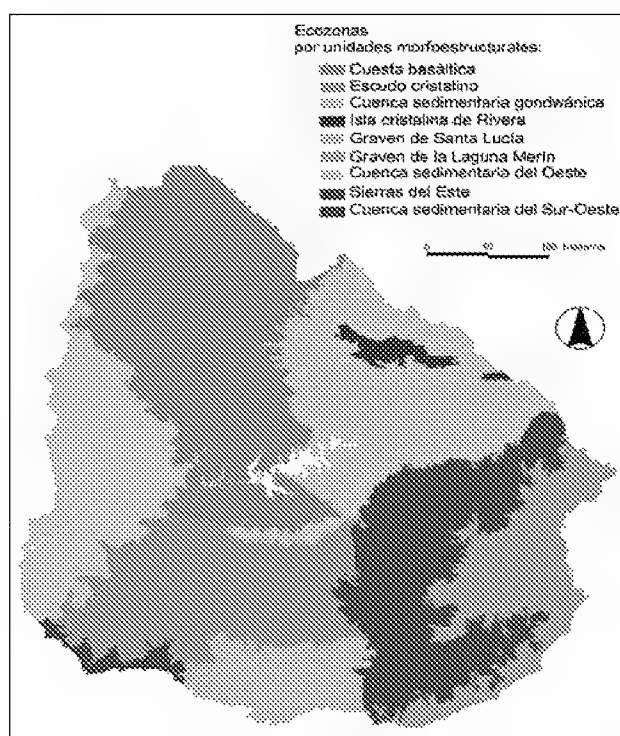 Ecozonas
por unidades morfoestructurales:
Cuesta basáltica
Escudo cristalino
Cuenca sedimentaria gondwánica
Isla cristalina de Rivera
Graven de Santa Lucía
Graven de la Laguna Merín
Cuenca sedimentaria del Oeste
Sierras del Este
Cuenca sedimentaria del Sur-Oeste
0 100